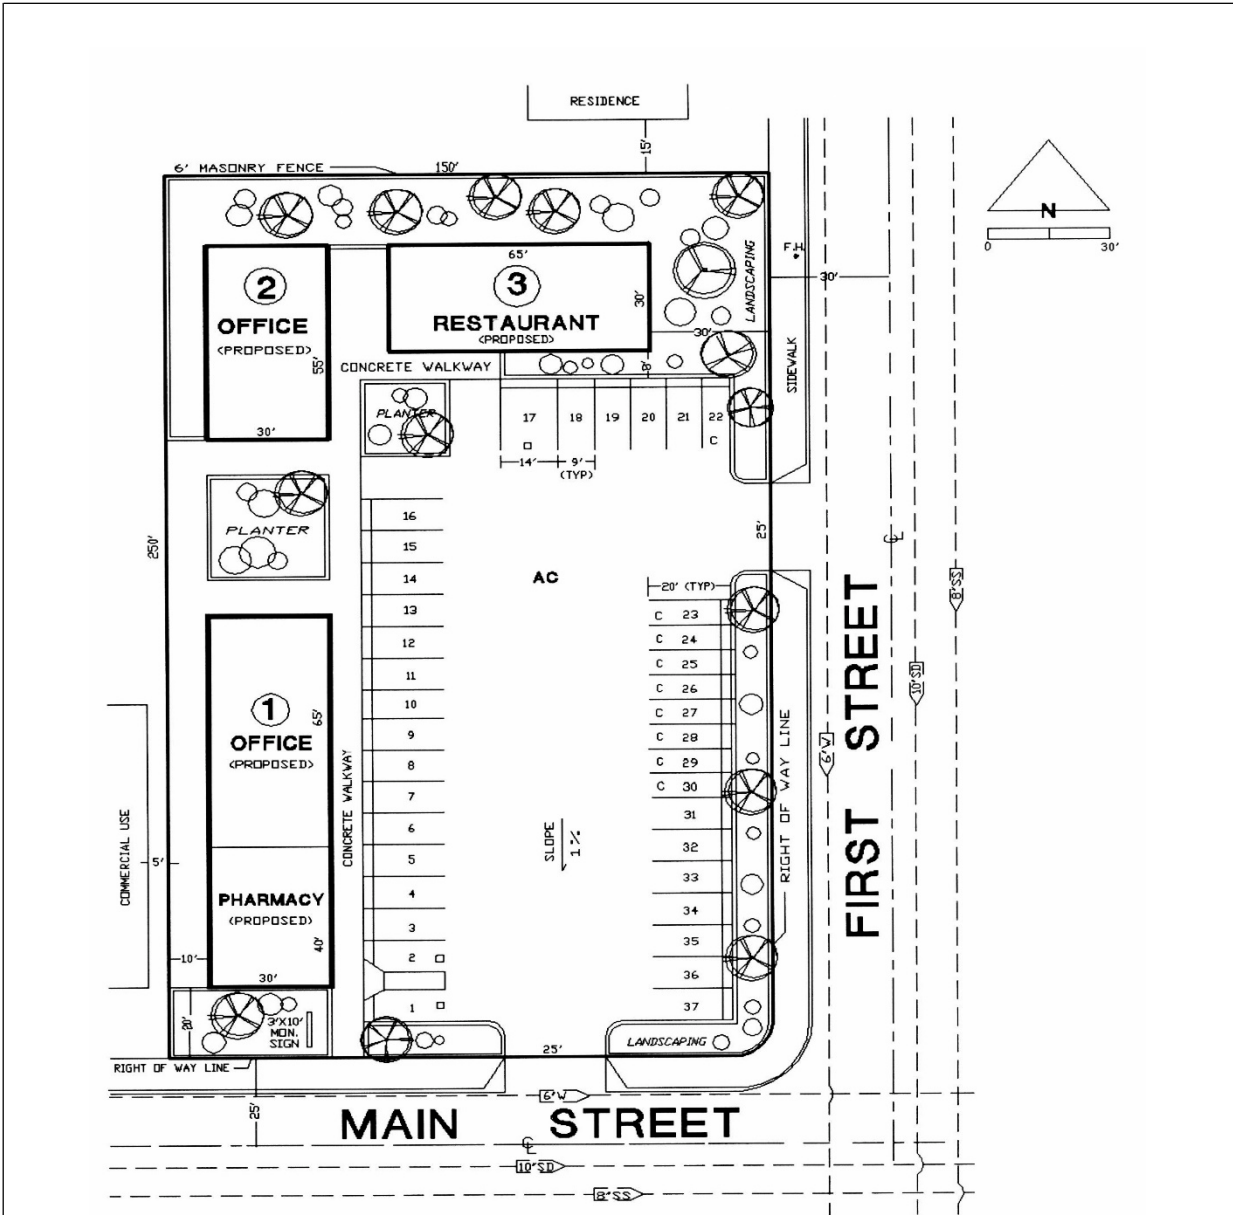 RESIDENCE
15'
6' MASONRY FENCE
150'
N
0 30'
2
OFFICE
(PROPOSED)
55'
30'
65'
3
RESTAURANT
(PROPOSED)
30'
LANDSCAPING
F.H.
30'
30'
8'
SIDEWALK
CONCRETE WALKWAY
PLANTER
17 18 19 20 21 22
C
14' 9'
(TYP)
PLANTER
250'
16
15
14
13
12
11
10
9
8
7
6
5
4
3
2
1
AC
25'
CL
20' (TYP)
C 23
C 24
C 25
C 26
C 27
C 28
C 29
C 30
31
32
33
34
35
36
37
SLOPE
1%
RIGHT OF WAY LINE
6'W
FIRST STREET
10'SD
8'SS
1
OFFICE
(PROPOSED)
65'
CONCRETE WALKWAY
COMMERCIAL USE
5'
PHARMACY
(PROPOSED)
40'
10'
30'
20'
3'X10'
MON.
SIGN
LANDSCAPING
25'
RIGHT OF WAY LINE
25'
6'W
MAIN STREET
CL
10'SD
8'SS